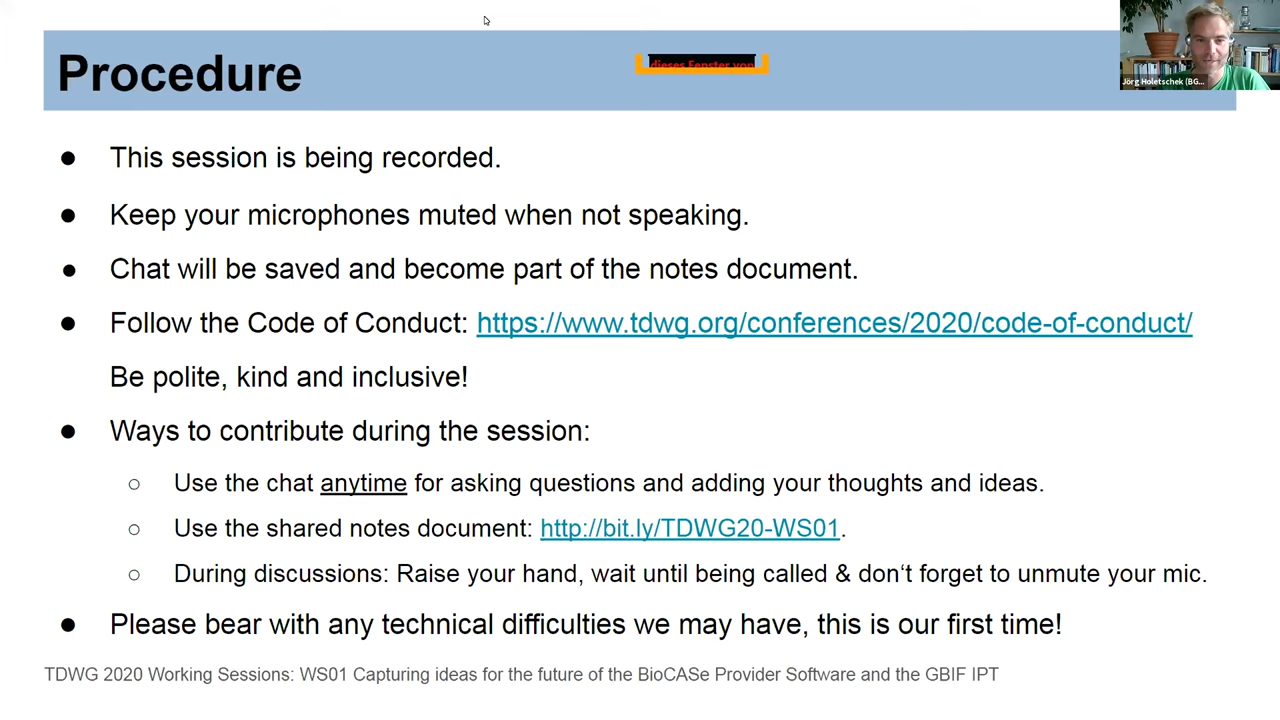 Procedure
dieses Fenster von
Jörg Holetschek (BG...
● This session is being recorded.
● Keep your microphones muted when not speaking.
● Chat will be saved and become part of the notes document.
● Follow the Code of Conduct: https://www.tdwg.org/conferences/2020/code-of-conduct/
Be polite, kind and inclusive!
● Ways to contribute during the session:
○ Use the chat anytime for asking questions and adding your thoughts and ideas.
○ Use the shared notes document: http://bit.ly/TDWG20-WS01.
○ During discussions: Raise your hand, wait until being called & don‘t forget to unmute your mic.
● Please bear with any technical difficulties we may have, this is our first time!
TDWG 2020 Working Sessions: WS01 Capturing ideas for the future of the BioCASe Provider Software and the GBIF IPT